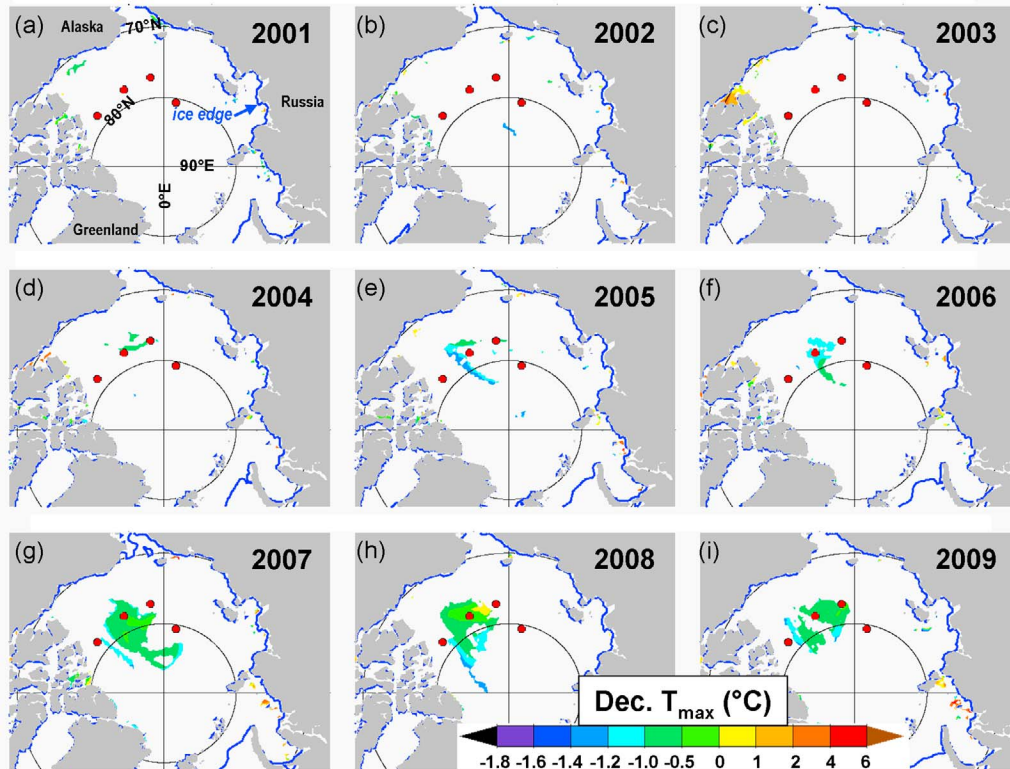 (a)
Alaska
70°N
2001
80°N
ice edge
Russia
90°E
0°E
Greenland
(b)
2002
(c)
2003
(d)
2004
(e)
2005
(f)
2006
(g)
2007
(h)
2008
(i)
2009
Dec. Tmax (°C)
-1.8 -1.6 -1.4 -1.2 -1.0 -0.5 0 1 2 4 6